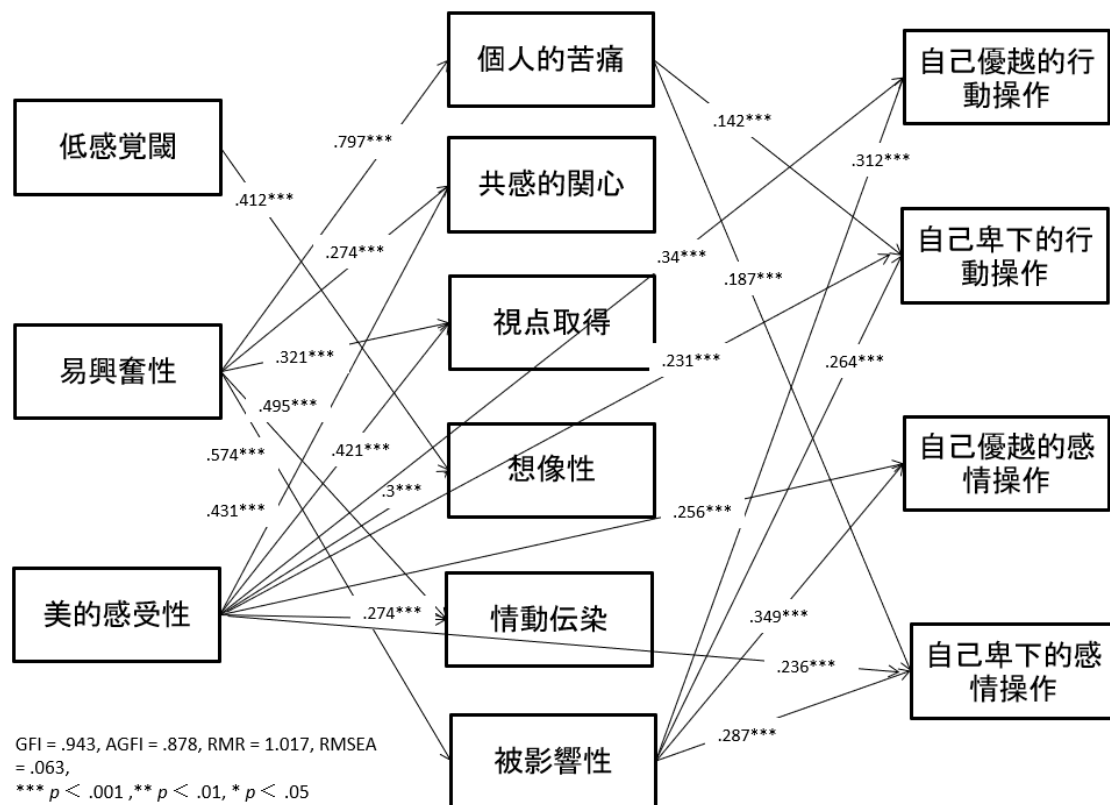 低感覚閾
易興奮性
美的感受性
個人的苦痛
共感的関心
視点取得
想像性
情動伝染
被影響性
自己優越的行
動操作
自己卑下的行
動操作
自己優越的感
情操作
自己卑下的感
情操作
.797***
.412***
.274***
.321***
.495***
.574***
.421***
.431***
.3***
.274***
.142***
.312***
.34***
.187***
.231***
.264***
.256***
.349***
.236***
.287***
GFI = .943, AGFI = .878, RMR = 1.017, RMSEA
= .063,
*** p < .001 ,** p < .01, * p < .05